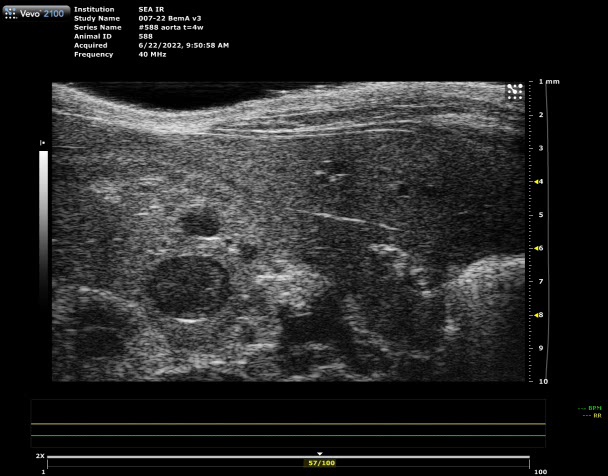 Vevo 2100
Institution SEA IR
Study Name 007-22 BemA v3
Series Name #588 aorta t=4w
Animal ID 588
Acquired 6/22/2022, 9:50:58 AM
Frequency 40 MHz
1 mm
2
3
4
5
6
7
8
9
10
--- BPM
--- RR
2X
57/100
1
100